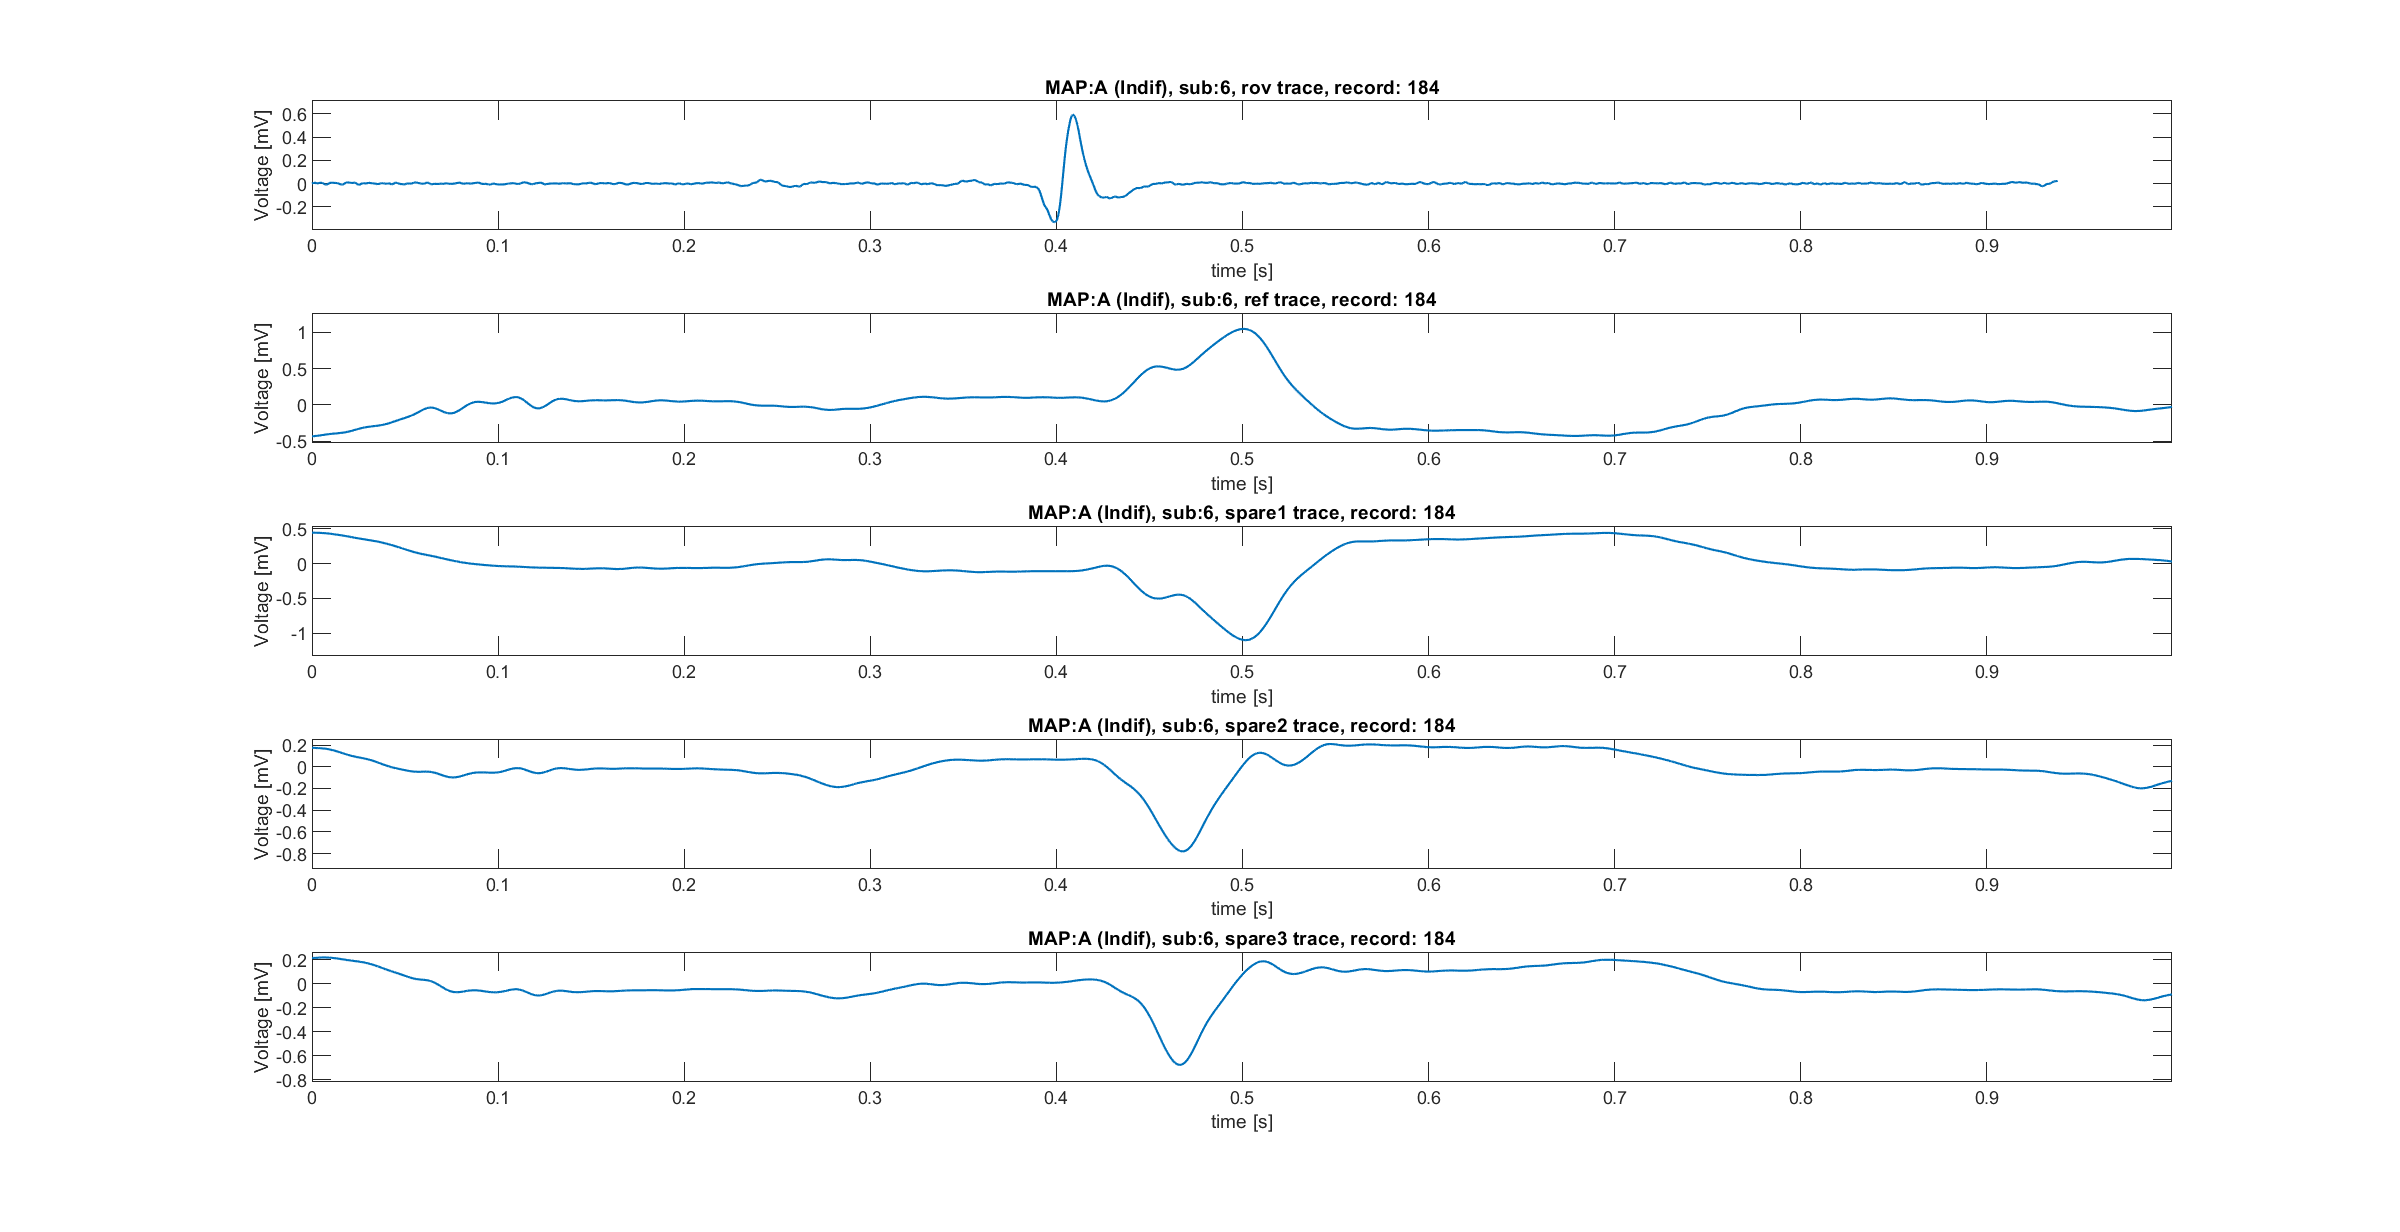 MAP:A (Indif), sub:6, rov trace, record: 184
Voltage [mV]
0.6
0.4
0.2
0
-0.2
0 0.1 0.2 0.3 0.4 0.5 0.6 0.7 0.8 0.9
time [s]
MAP:A (Indif), sub:6, ref trace, record: 184
Voltage [mV]
1
0.5
0
-0.5
0 0.1 0.2 0.3 0.4 0.5 0.6 0.7 0.8 0.9
time [s]
MAP:A (Indif), sub:6, spare1 trace, record: 184
Voltage [mV]
0.5
0
-0.5
-1
0 0.1 0.2 0.3 0.4 0.5 0.6 0.7 0.8 0.9
time [s]
MAP:A (Indif), sub:6, spare2 trace, record: 184
Voltage [mV]
0.2
0
-0.2
-0.4
-0.6
-0.8
0 0.1 0.2 0.3 0.4 0.5 0.6 0.7 0.8 0.9
time [s]
MAP:A (Indif), sub:6, spare3 trace, record: 184
Voltage [mV]
0.2
0
-0.2
-0.4
-0.6
-0.8
0 0.1 0.2 0.3 0.4 0.5 0.6 0.7 0.8 0.9
time [s]